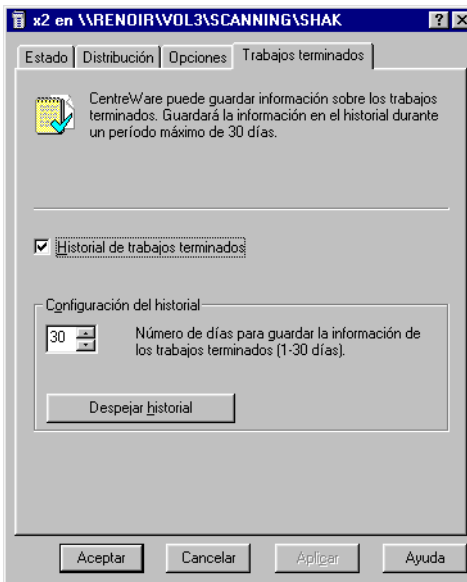 x2 en \\RENOIR\VOL3\SCANNING\SHAK
Estado
Distribución
Opciones
Trabajos terminados
CentreWare puede guardar información sobre los trabajos
terminados. Guardará la información en el historial durante
un período máximo de 30 días.
Historial de trabajos terminados
Configuración del historial
30
Número de días para guardar la información de
los trabajos terminados (1-30 días).
Despejar historial
Aceptar
Cancelar
Aplicar
Ayuda